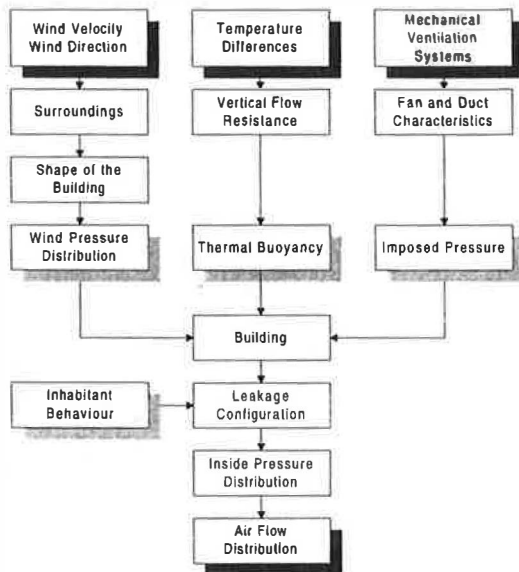 Wind Velocity
Wind Direction
Temperature
Differences
Mechanical
Ventilation
Systems
Surroundings
Vertical Flow
Resistance
Fan and Duct
Characteristics
Shape of the
Building
Wind Pressure
Distribution
Thermal Buoyancy
Imposed Pressure
Building
Inhabitant
Behaviour
Leakage
Configuration
Inside Pressure
Distribution
Air Flow
Distribution